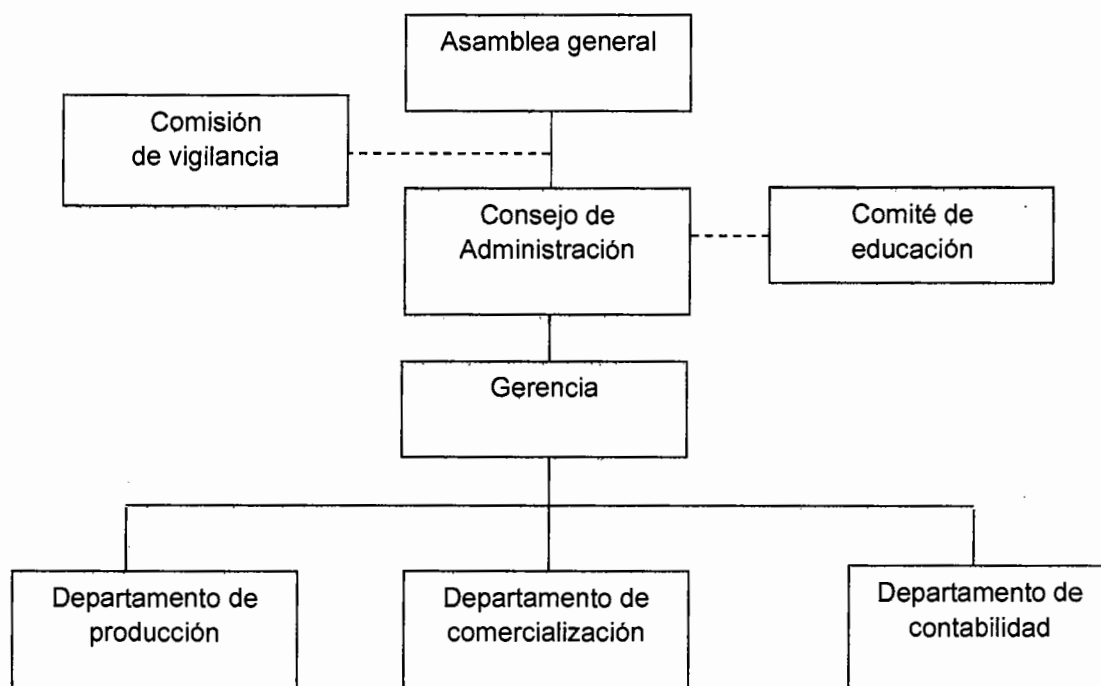 Asamblea general
Comisión
de vigilancia
Consejo de
Administración
Comité de
educación
Gerencia
Departamento de
producción
Departamento de
comercialización
Departamento de
contabilidad